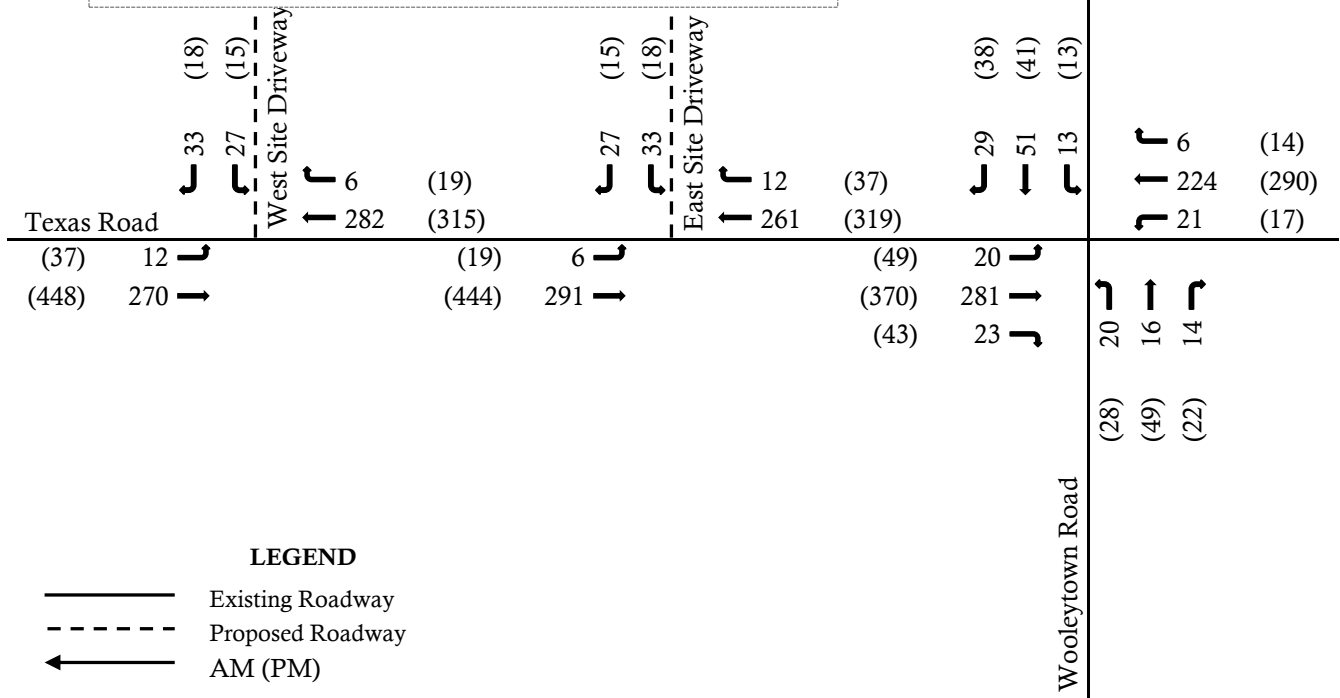 (18) (15) (15) (18) (38) (41) (13)
33 27 27 33 29 51 13
West Site Driveway
East Site Driveway
6 (14)
6 (19) 12 (37) 224 (290)
Texas Road 282 (315) 261 (319) 21 (17)
(37) 12 (19) 6 (49) 20
(448) 270 (444) 291 (370) 281
(43) 23 20 16 14
(28) (49) (22)
Wooleytown Road
LEGEND
Existing Roadway
Proposed Roadway
AM (PM)